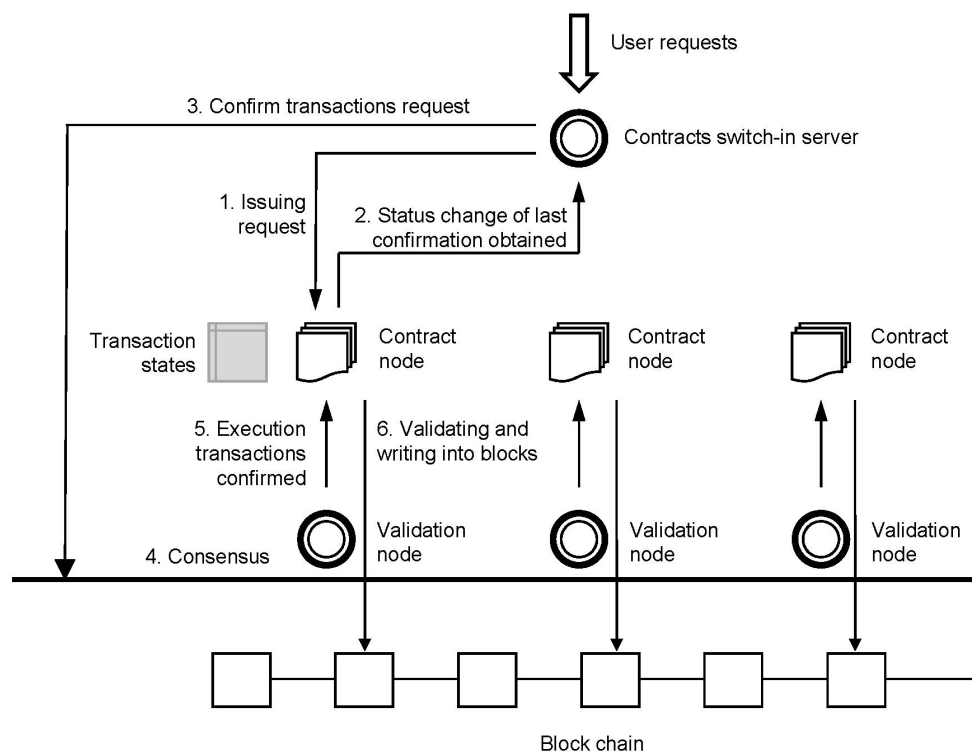 User requests
3. Confirm transactions request
Contracts switch-in server
1. Issuing
request
2. Status change of last
confirmation obtained
Transaction
states
Contract
node
Contract
node
Contract
node
5. Execution
transactions
confirmed
6. Validating and
writing into blocks
Validation
node
Validation
node
Validation
node
4. Consensus
Block chain